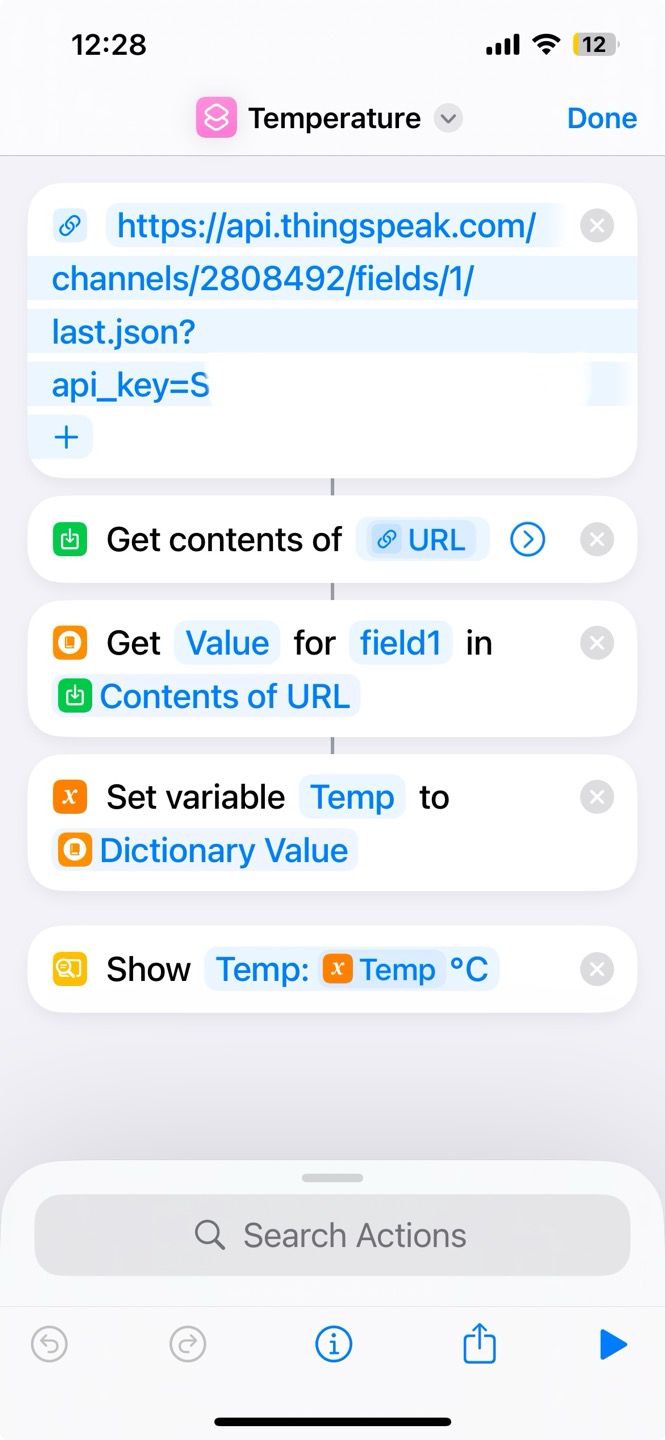 12:28
12
Temperature
Done
https://api.thingspeak.com/
channels/2808492/fields/1/
last.json?
api_key=S
+
Get contents of URL
Get Value for field1 in
Contents of URL
x Set variable Temp to
Dictionary Value
Show Temp: x Temp °C
Search Actions